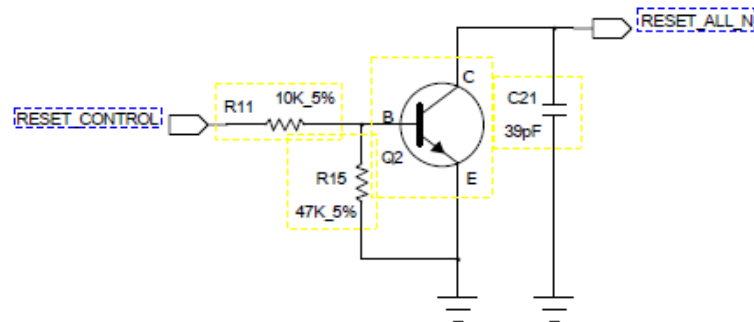 RESET_ALL_N
C
R11
10K_5%
C21
RESET_CONTROL
B
39pF
Q2
R15
E
47K_5%